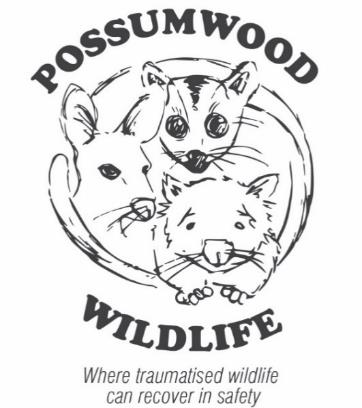 POSSUMWOOD
WILDLIFE
Where traumatised wildlife
can recover in safety